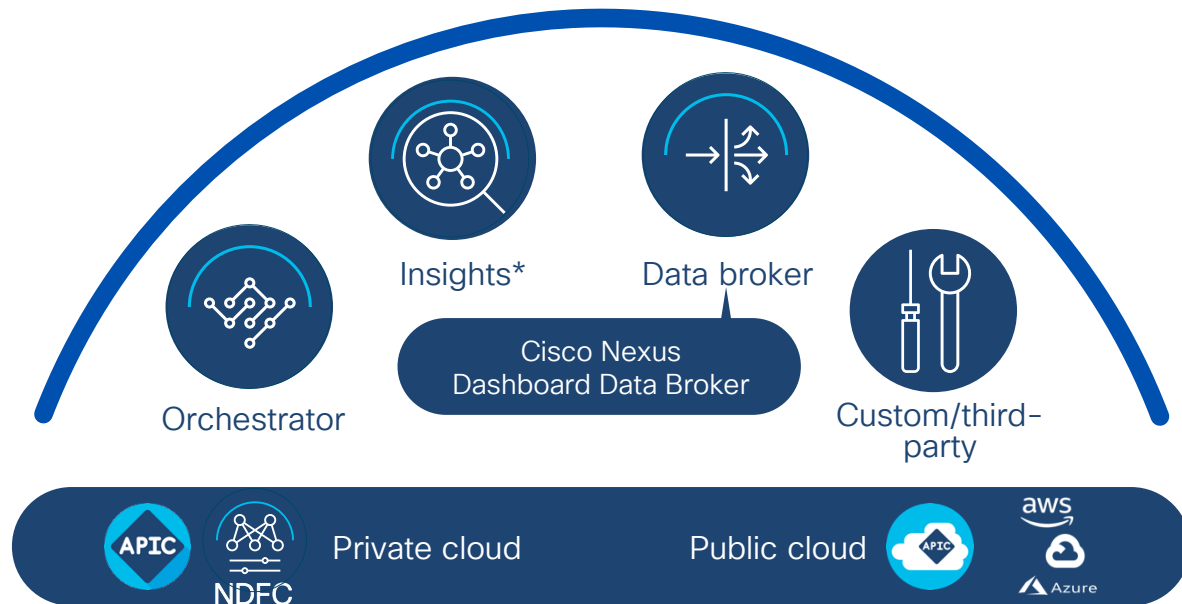 Insights*
Data broker
Cisco Nexus
Dashboard Data Broker
Orchestrator
Custom/third-
party
APIC
NDFC
Private cloud
Public cloud
APIC
aws
Azure